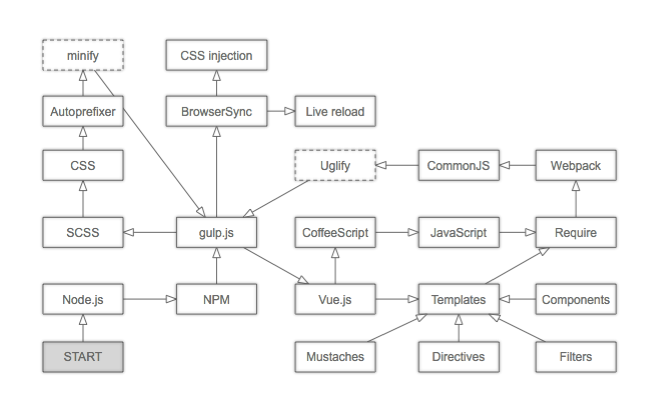 minify
CSS injection
Autoprefixer
BrowserSync
Live reload
CSS
Uglify
CommonJS
Webpack
SCSS
gulp.js
CoffeeScript
JavaScript
Require
Node.js
NPM
Vue.js
Templates
Components
START
Mustaches
Directives
Filters